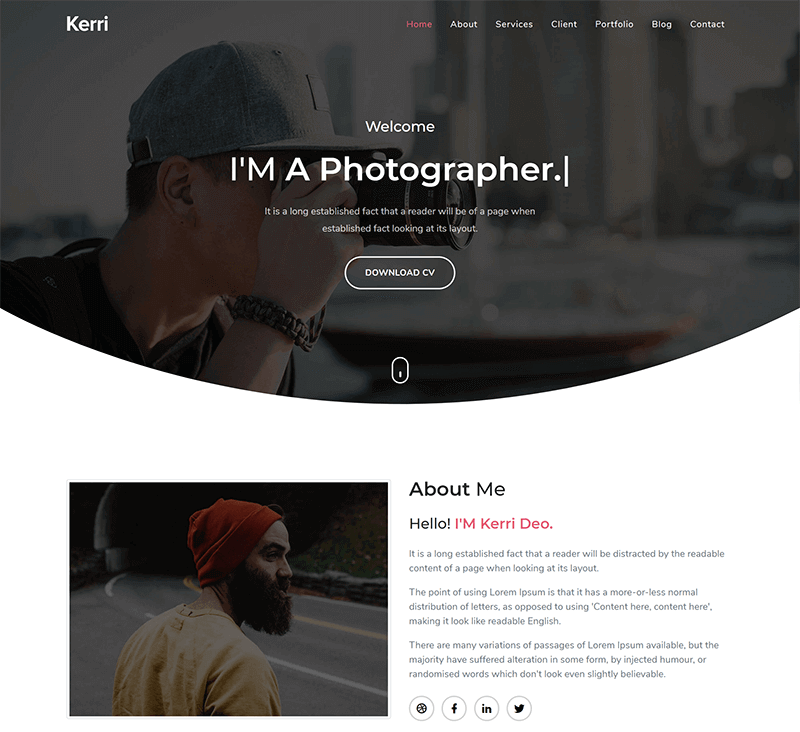 Kerri
Home About Services Client Portfolio Blog Contact
Welcome
I'M A Photographer.|
It is a long established fact that a reader will be of a page when
established fact looking at its layout.
DOWNLOAD CV
About Me
Hello! I'M Kerri Deo.
It is a long established fact that a reader will be distracted by the readable
content of a page when looking at its layout.
The point of using Lorem Ipsum is that it has a more-or-less normal
distribution of letters, as opposed to using 'Content here, content here',
making it look like readable English.
There are many variations of passages of Lorem Ipsum available, but the
majority have suffered alteration in some form, by injected humour, or
randomised words which don't look even slightly believable.